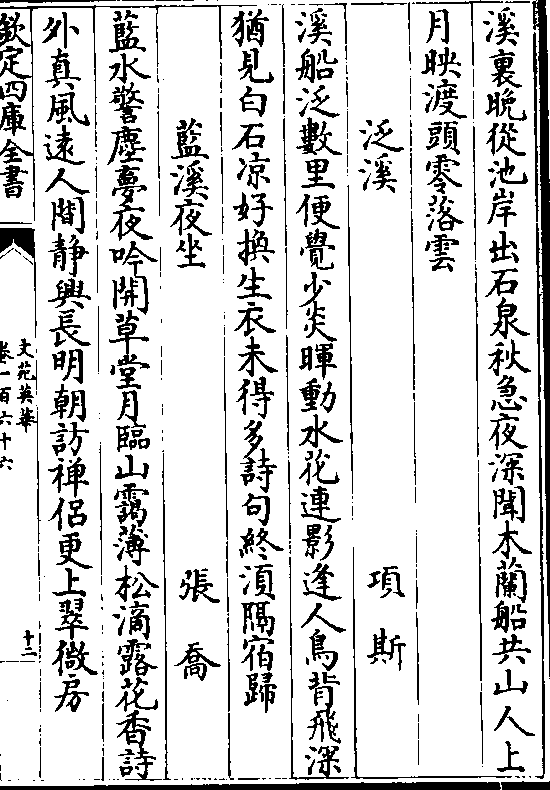 溪裏晚從池岸出石泉秋急夜深聞木蘭船共山人上
月映渡頭零落雲
泛溪　項斯
溪船泛數里便覺少炎暉動水花連影逢人鳥背飛深
猶見白石凉好換生衣未得多詩句終須隔宿歸
藍溪夜坐　張喬
藍水警塵夢夜吟開草堂月臨山靄薄松滴露花香詩
外真風遠人閒静興長明朝訪禅侶更上翠微房
欽定四庫全書
文苑英華
卷一百六十六
十二